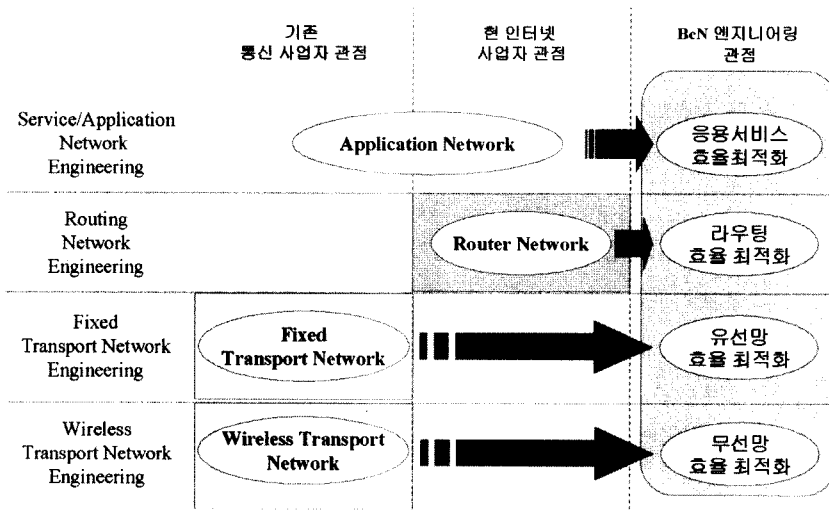 기존
통신 사업자 관점
현 인터넷
사업자 관점
BcN 엔지니어링
관점
Service/Application
Network
Engineering
Application Network
응용서비스
효율최적화
Routing
Network
Engineering
Router Network
라우팅
효율 최적화
Fixed
Transport Network
Engineering
Fixed
Transport Network
유선망
효율 최적화
Wireless
Transport Network
Engineering
Wireless Transport
Network
무선망
효율 최적화